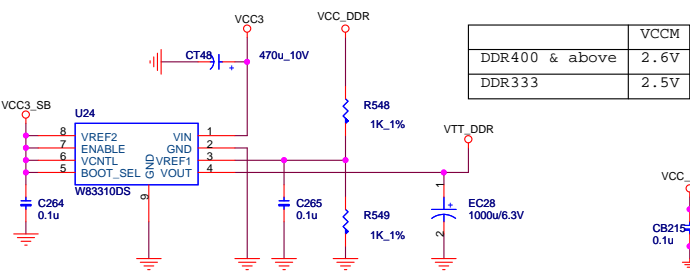 VCC3
VCC_DDR
VCCM
DDR400 & above 2.6V
DDR333 2.5V
CT48 470u_10V
VCC3_SB
U24
R548
1K_1%
VTT_DDR
8 VREF2 VIN 1
7 ENABLE GND 2
6 VCNTL VREF1 3
5 BOOT_SEL VOUT 4
GND
9
W83310DS
C264
0.1u
C265
0.1u
R549
1K_1%
1
EC28
1000u/6.3V
2
VCC_
CB215
0.1u